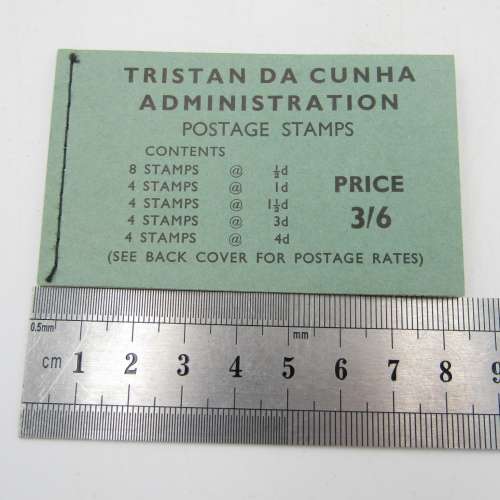 TRISTAN DA CUNHA
ADMINISTRATION
POSTAGE STAMPS
CONTENTS
8 STAMPS @ ½d
4 STAMPS @ 1d
4 STAMPS @ 1½d
4 STAMPS @ 3d
4 STAMPS @ 4d
PRICE
3/6
(SEE BACK COVER FOR POSTAGE RATES)
0.5mm
mm
cm 1 2 3 4 5 6 7 8 9